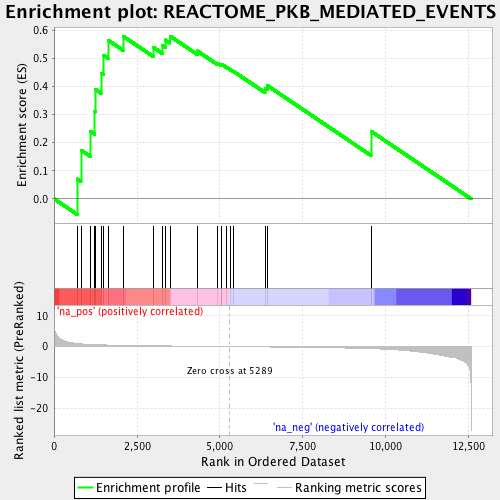 Enrichment plot: REACTOME_PKB_MEDIATED_EVENTS
Enrichment score (ES)
0.6
0.5
0.4
0.3
0.2
0.1
0.0
'na_pos' (positively correlated)
Ranked list metric (PreRanked)
10
5
0
-5
-10
-15
-20
Zero cross at 5289
'na_neg' (negatively correlated)
0 2,500 5,000 7,500 10,000 12,500
Rank in Ordered Dataset
Enrichment profile Hits Ranking metric scores